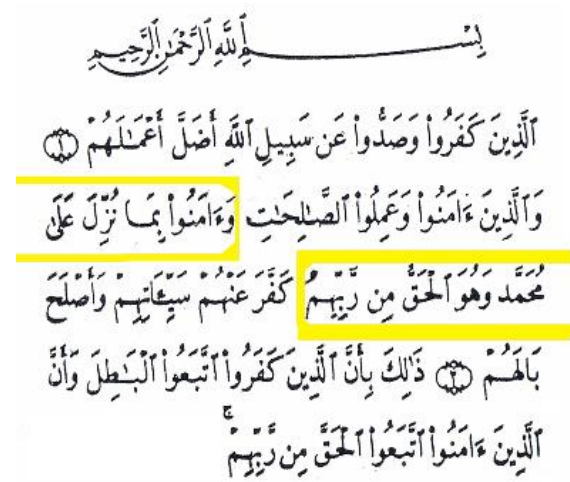 بِسْمِ ٱللَّهِ ٱلرَّحْمَٰنِ ٱلرَّحِيمِ
ٱلَّذِينَ كَفَرُوا۟ وَصَدُّوا۟ عَن سَبِيلِ ٱللَّهِ أَضَلَّ أَعْمَـٰلَهُمْ ۝١
وَٱلَّذِينَ ءَامَنُوا۟ وَعَمِلُوا۟ ٱلصَّـٰلِحَـٰتِ وَءَامَنُوا۟ بِمَا نُزِّلَ عَلَىٰ
مُحَمَّد وَهُوَ ٱلْحَقُّ مِن رَّبِّهِمْ كَفَّرَ عَنْهُمْ سَيِّـَٔاتِهِمْ وَأَصْلَحَ
بَالَهُمْ ۝٢ ذَٰلِكَ بِأَنَّ ٱلَّذِينَ كَفَرُوا۟ ٱتَّبَعُوا۟ ٱلْبَـٰطِلَ وَأَنَّ
ٱلَّذِينَ ءَامَنُوا۟ ٱتَّبَعُوا۟ ٱلْحَقَّ مِن رَّبِّهِمْ ۚ